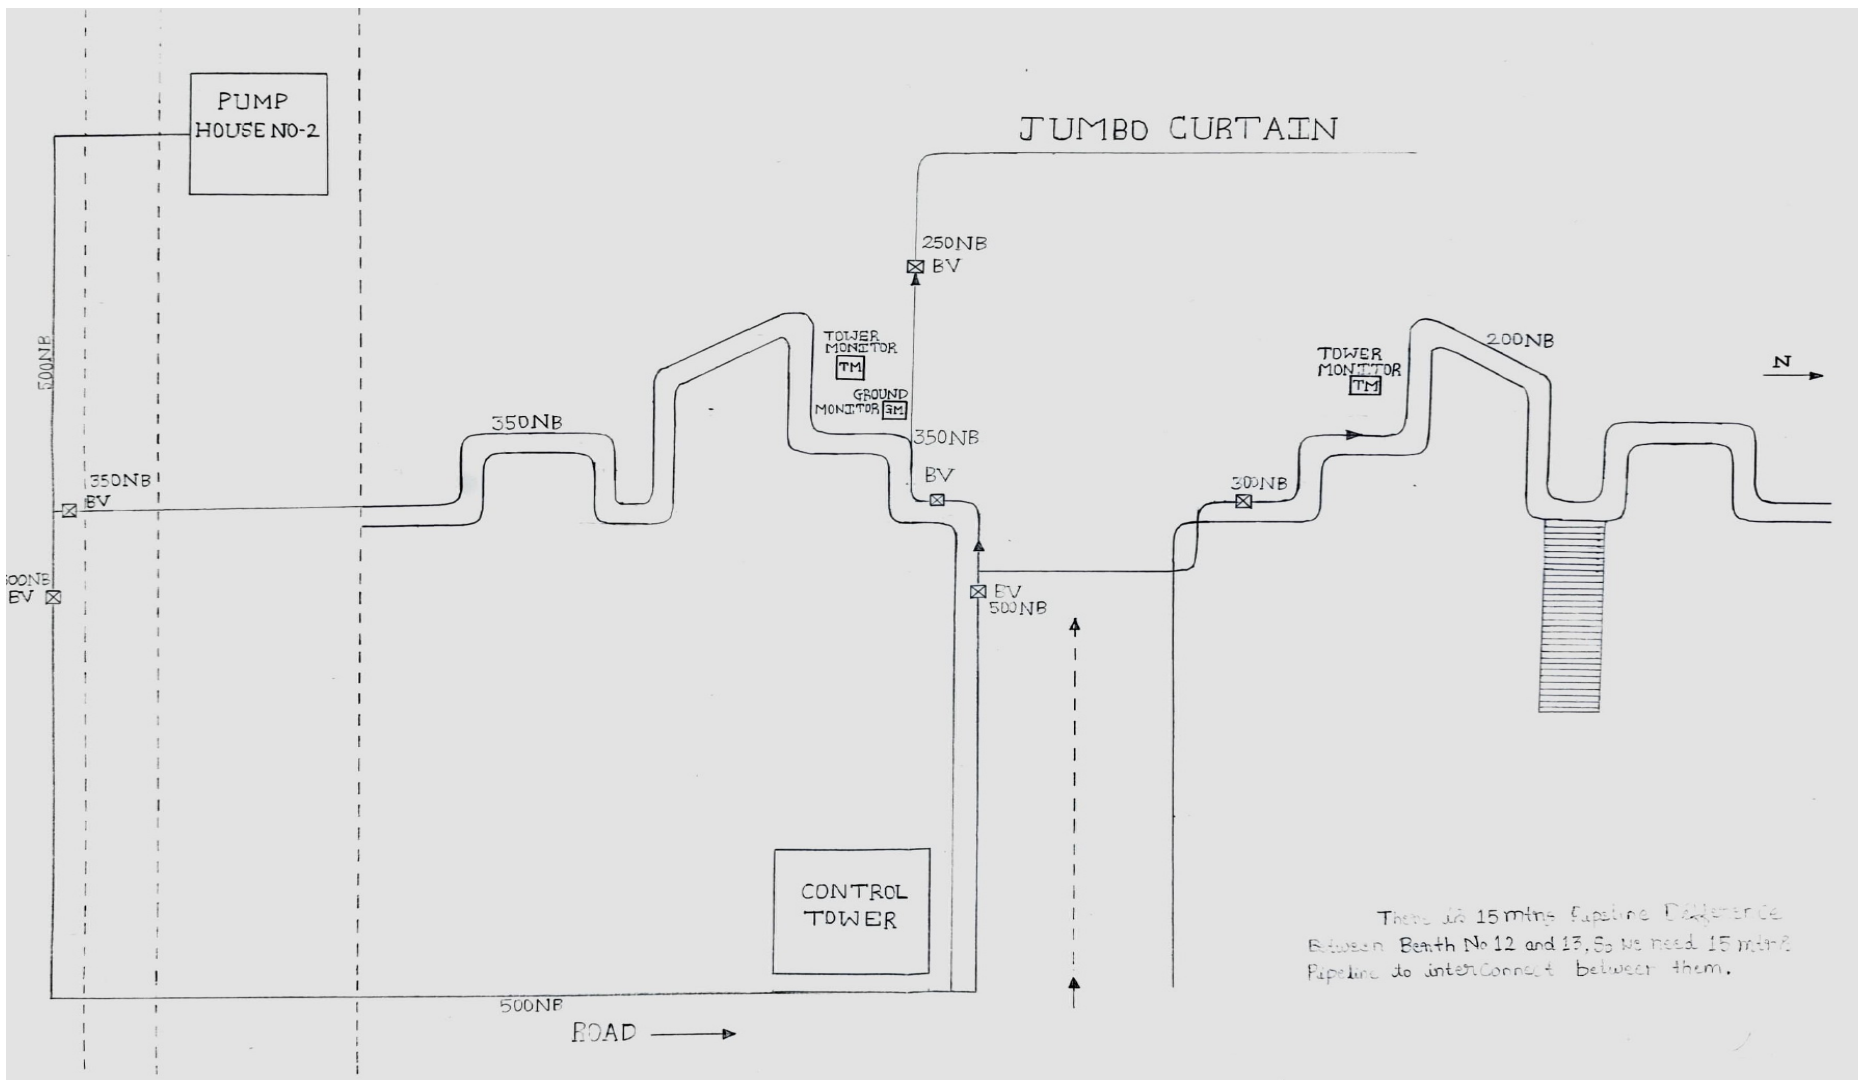 PUMP
HOUSE NO-2
JUMBO CURTAIN
250NB
BV
500NB
TOWER
MONITOR
TM
GROUND
MONITOR GM
350NB
350NB
BV
TOWER
MONITOR
TM
200NB
N
350NB
BV
300NB
500NB
BV
BV
500NB
CONTROL
TOWER
500NB
ROAD
There is 15 mtrs Pipeline Difference
Between Berth No 12 and 13, So we need 15 mtrs
Pipeline to interconnect between them.